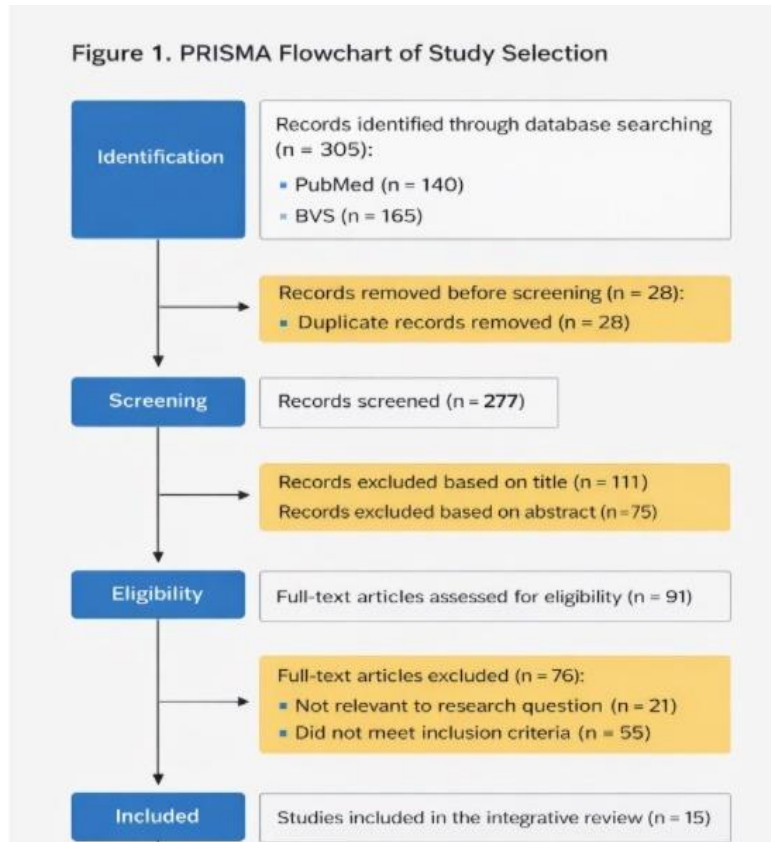 Figure 1. PRISMA Flowchart of Study Selection
Identification
Records identified through database searching
(n = 305):
▪ PubMed (n = 140)
▪ BVS (n = 165)
Records removed before screening (n = 28):
▪ Duplicate records removed (n = 28)
Screening
Records screened (n = 277)
Records excluded based on title (n = 111)
Records excluded based on abstract (n=75)
Eligibility
Full-text articles assessed for eligibility (n = 91)
Full-text articles excluded (n = 76):
▪ Not relevant to research question (n = 21)
▪ Did not meet inclusion criteria (n = 55)
Included
Studies included in the integrative review (n = 15)